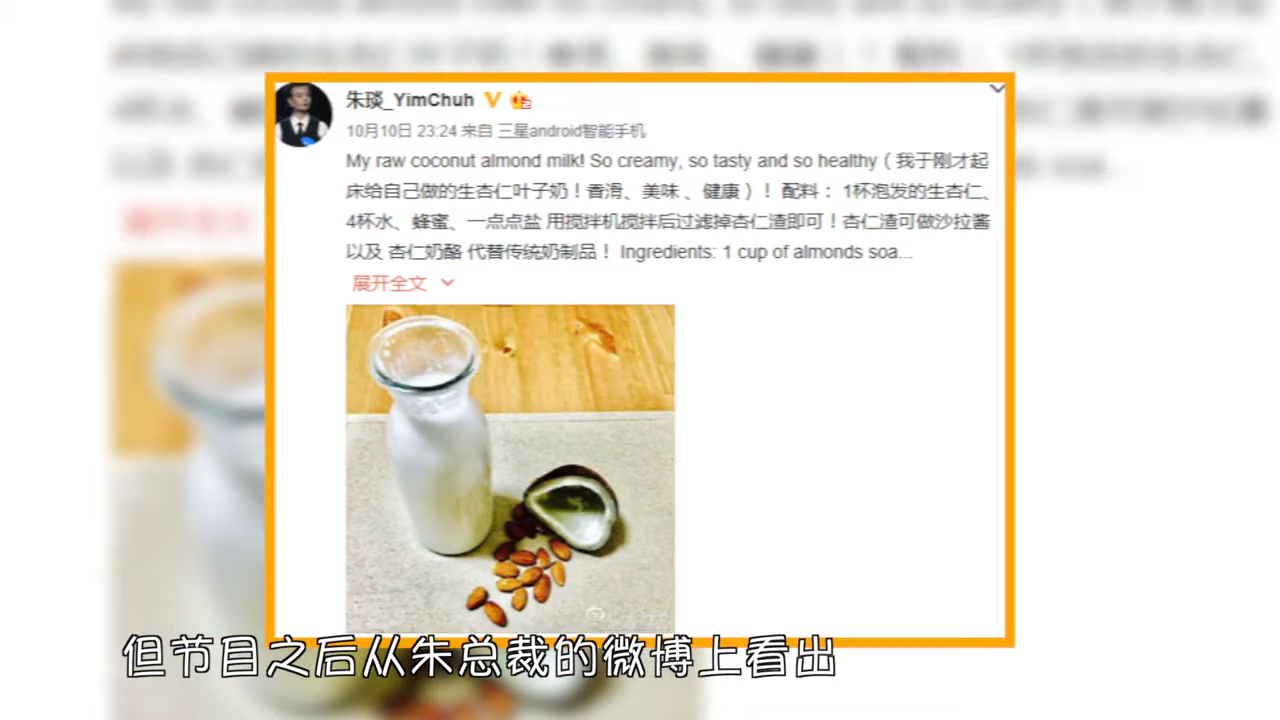 朱琰_YimChuh
10月10日 23:24 来自 三星android智能手机
My raw coconut almond milk! So creamy, so tasty and so healthy（我于刚才起
床给自己做的生杏仁叶子奶！香滑、美味 、健康）！ 配料： 1杯泡发的生杏仁、
4杯水、蜂蜜、一点点盐 用搅拌机搅拌后过滤掉杏仁渣即可！杏仁渣可做沙拉酱
以及 杏仁奶酪 代替传统奶制品！ Ingredients: 1 cup of almonds soa...
展开全文
但节目之后从朱总裁的微博上看出